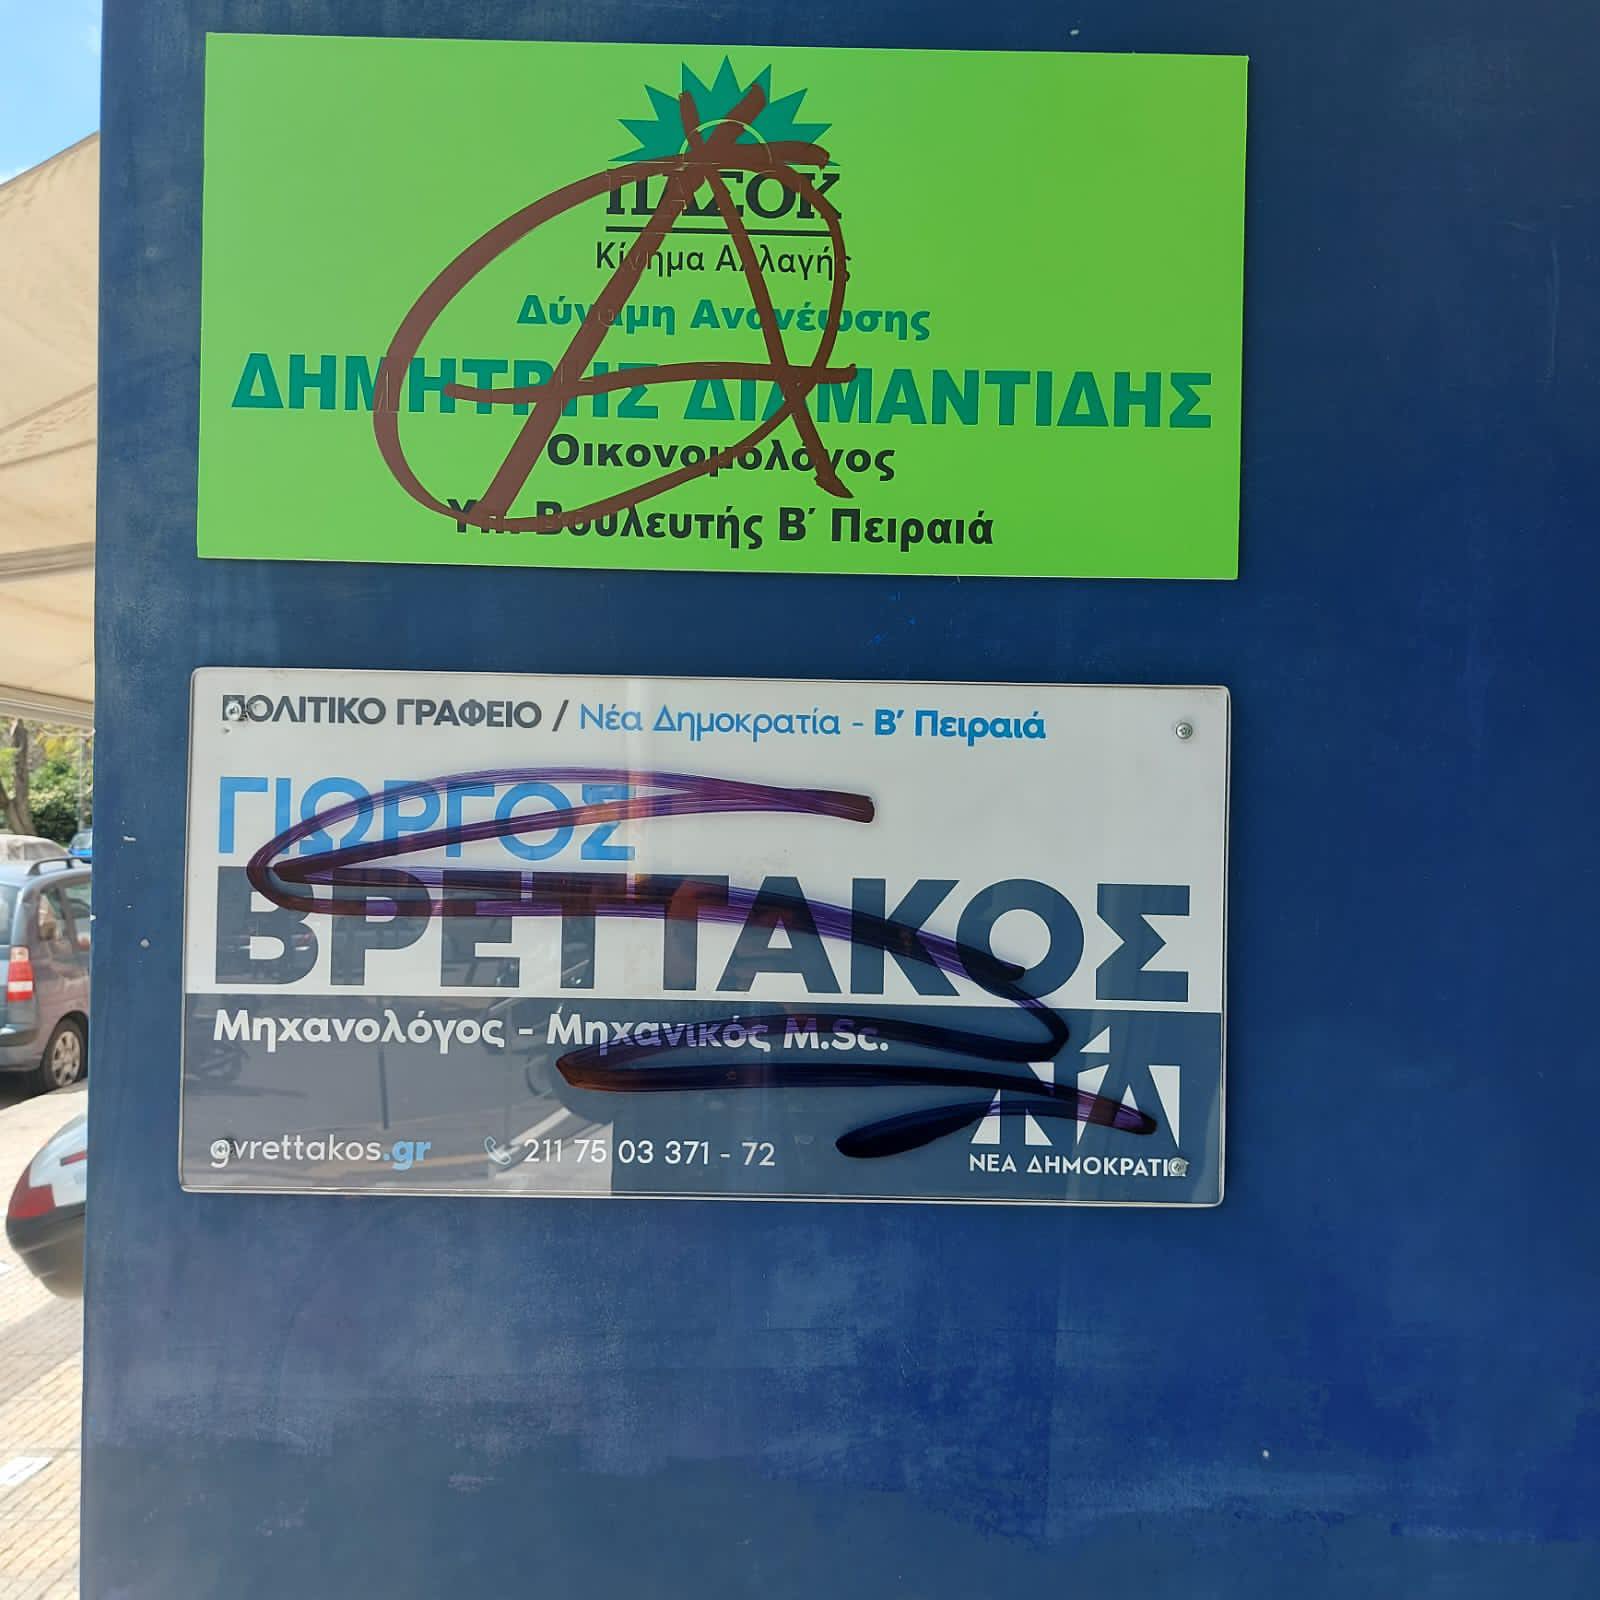 ΠΑΣΟΚ
Κίνημα Αλλαγής
Δύναμη Ανανέωσης
ΔΗΜΗΤΡΗΣ ΔΙΑΜΑΝΤΙΔΗΣ
Οικονομολόγος
Υπ. Βουλευτής Β΄ Πειραιά
ΠΟΛΙΤΙΚΟ ΓΡΑΦΕΙΟ / Νέα Δημοκρατία - Β΄ Πειραιά
ΓΙΩΡΓΟΣ
ΒΡΕΤΤΑΚΟΣ
Μηχανολόγος - Μηχανικός M.Sc.
ΝΔ
gvrettakos.gr 211 75 03 371 - 72
ΝΕΑ ΔΗΜΟΚΡΑΤΙΑ